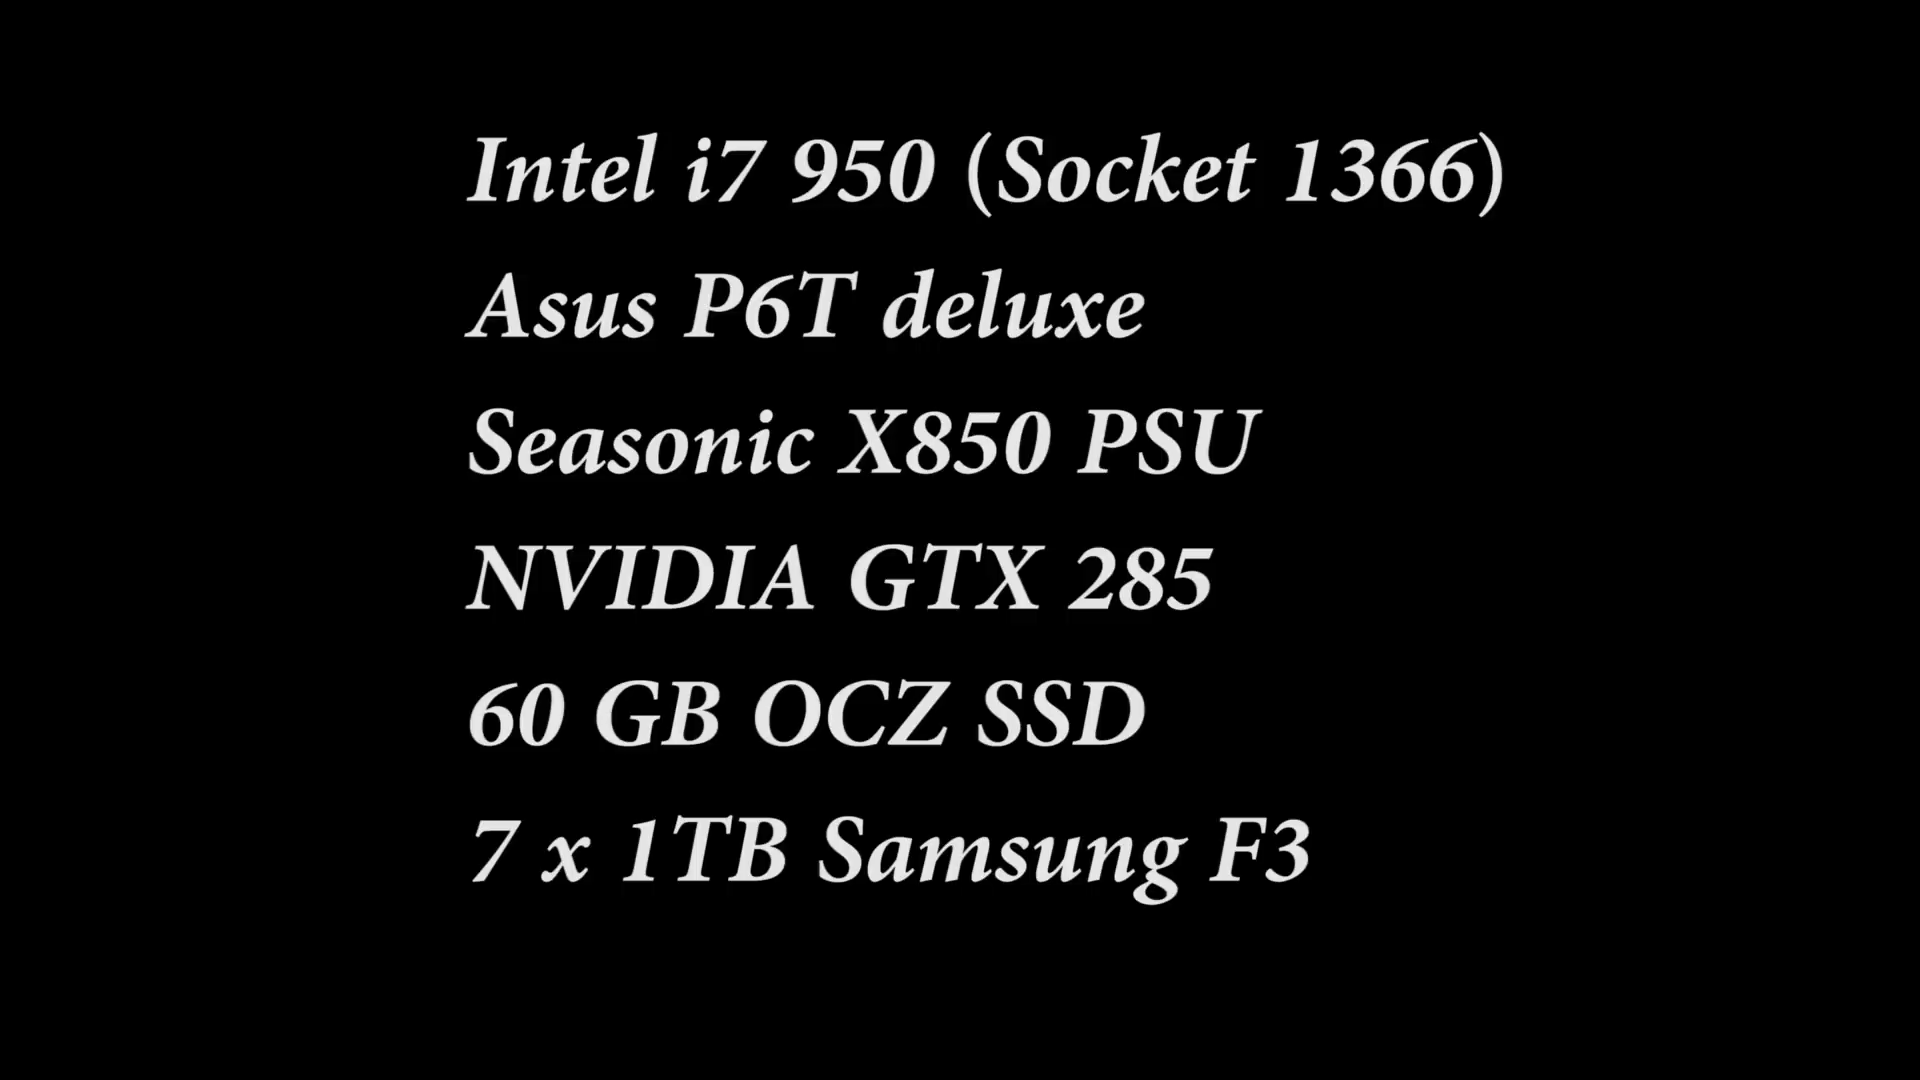 Intel i7 950 (Socket 1366)
Asus P6T deluxe
Seasonic X850 PSU
NVIDIA GTX 285
60 GB OCZ SSD
7 x 1TB Samsung F3